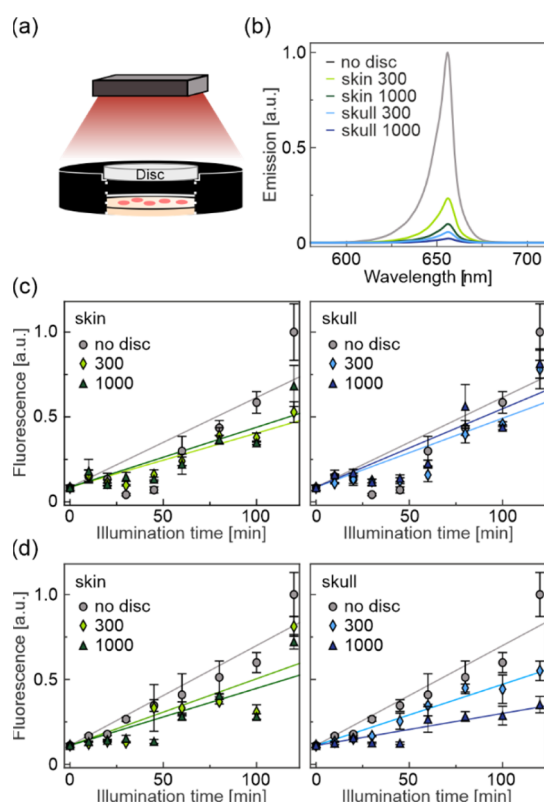 (a)
Disc
(b)
Emission [a.u.]
1.0
0.5
0
no disc
skin 300
skin 1000
skull 300
skull 1000
600
650
700
Wavelength [nm]
(c)
Fluorescence [a.u.]
1.0
0.5
0
skin
no disc
300
1000
0
50
100
Illumination time [min]
skull
no disc
300
1000
0
50
100
Illumination time [min]
(d)
Fluorescence [a.u.]
1.0
0.5
0
skin
no disc
300
1000
0
50
100
Illumination time [min]
skull
no disc
300
1000
0
50
100
Illumination time [min]